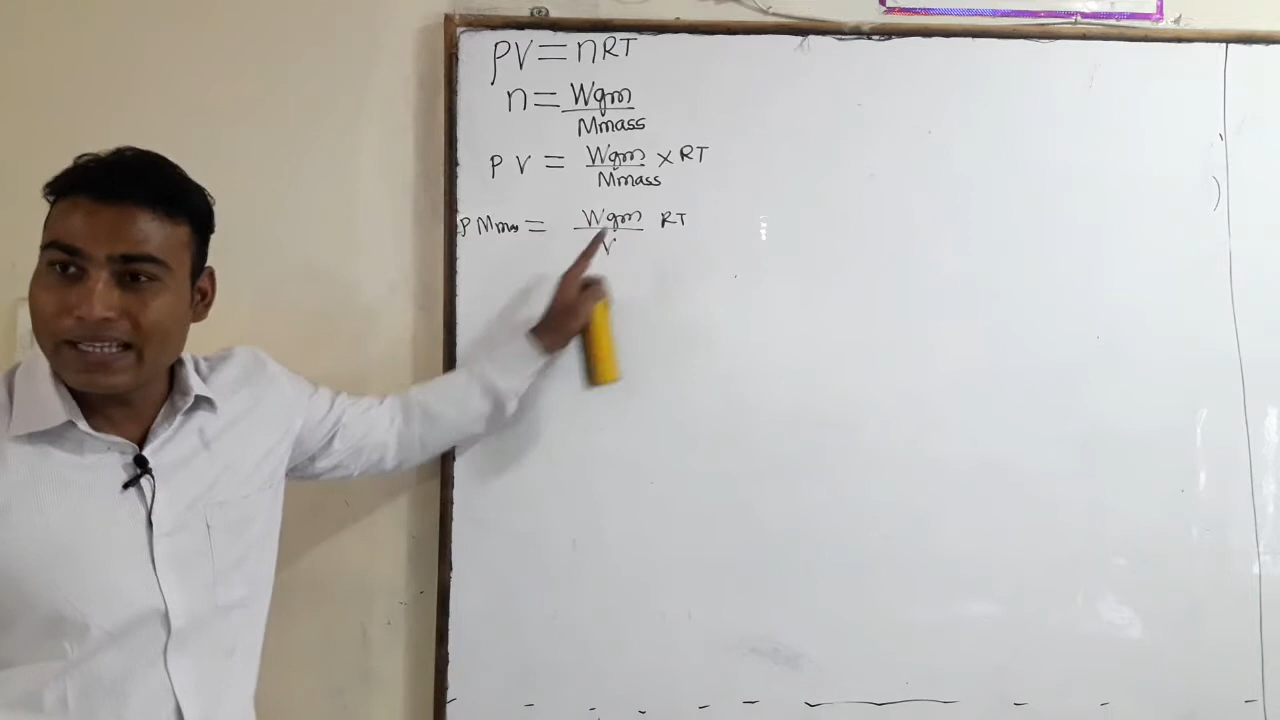 PV = nRT
n = Wgm / Mmass
PV = Wgm / Mmass × RT
P Mmass = Wgm / V RT